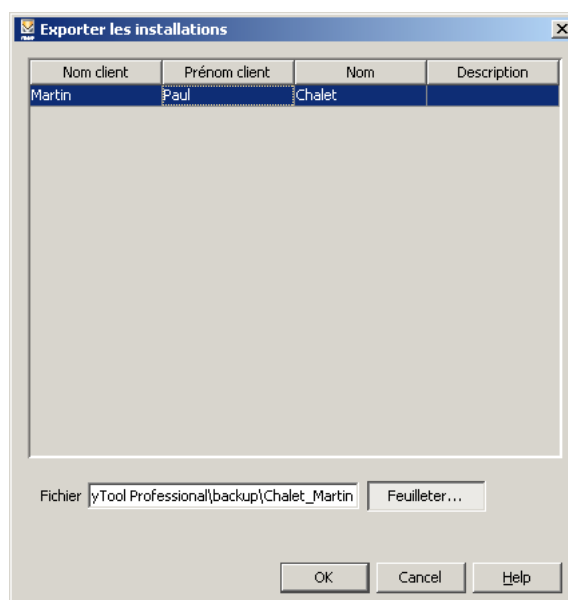 Exporter les installations
Nom client Prénom client Nom Description
Martin Paul Chalet
Fichier yTool Professional\backup\Chalet_Martin Feuilleter...
OK Cancel Help